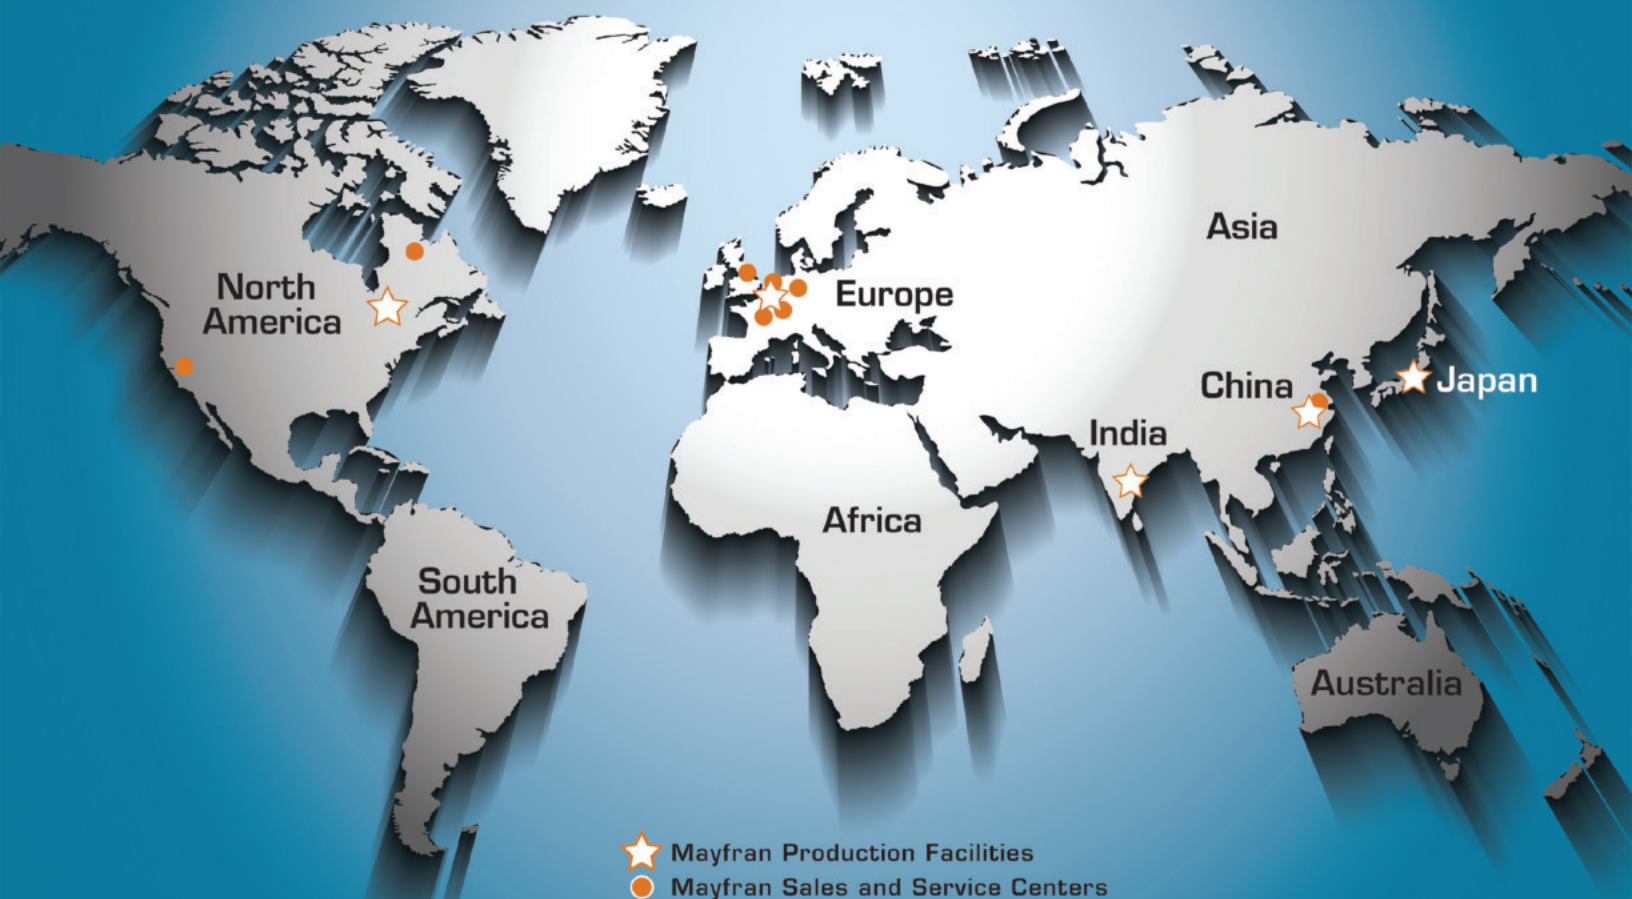 Asia
North
America
Europe
China
Japan
India
Africa
South
America
Australia
Mayfran Production Facilities
Mayfran Sales and Service Centers